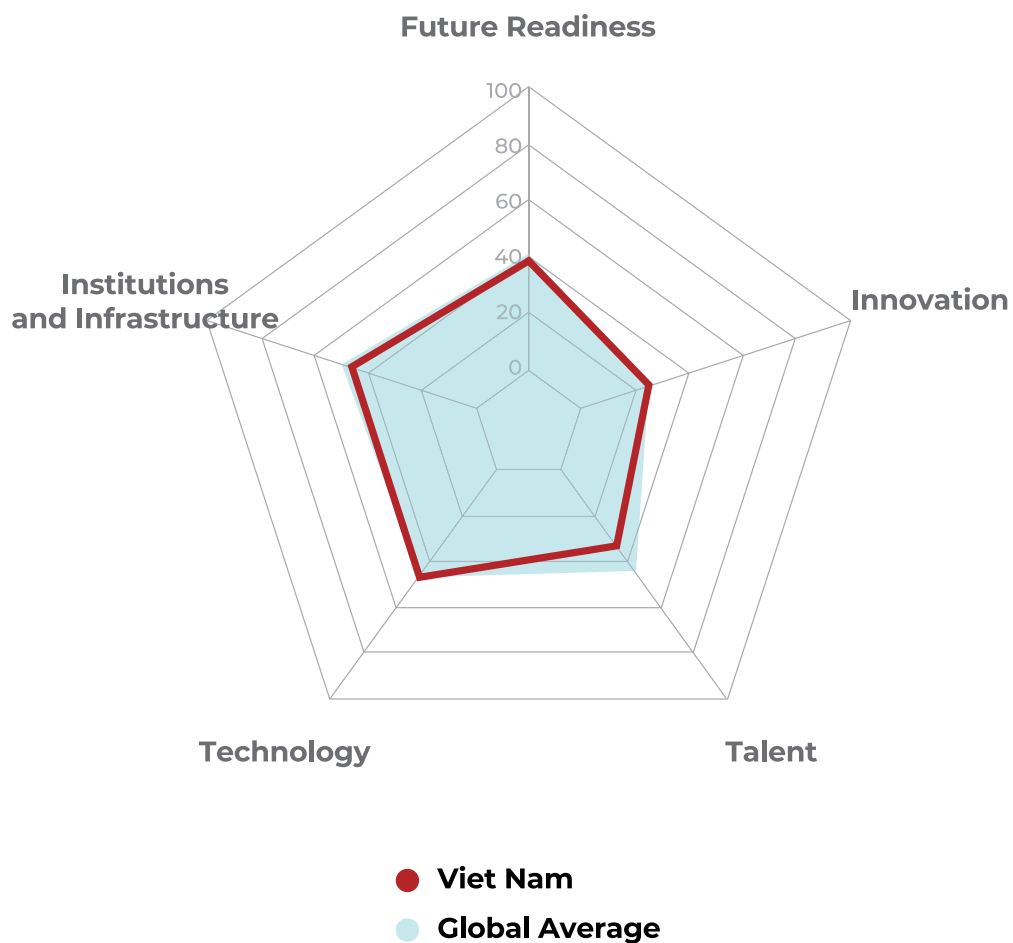 Future Readiness
100
80
60
40
20
0
Institutions
and Infrastructure
Innovation
Technology
Talent
Viet Nam
Global Average